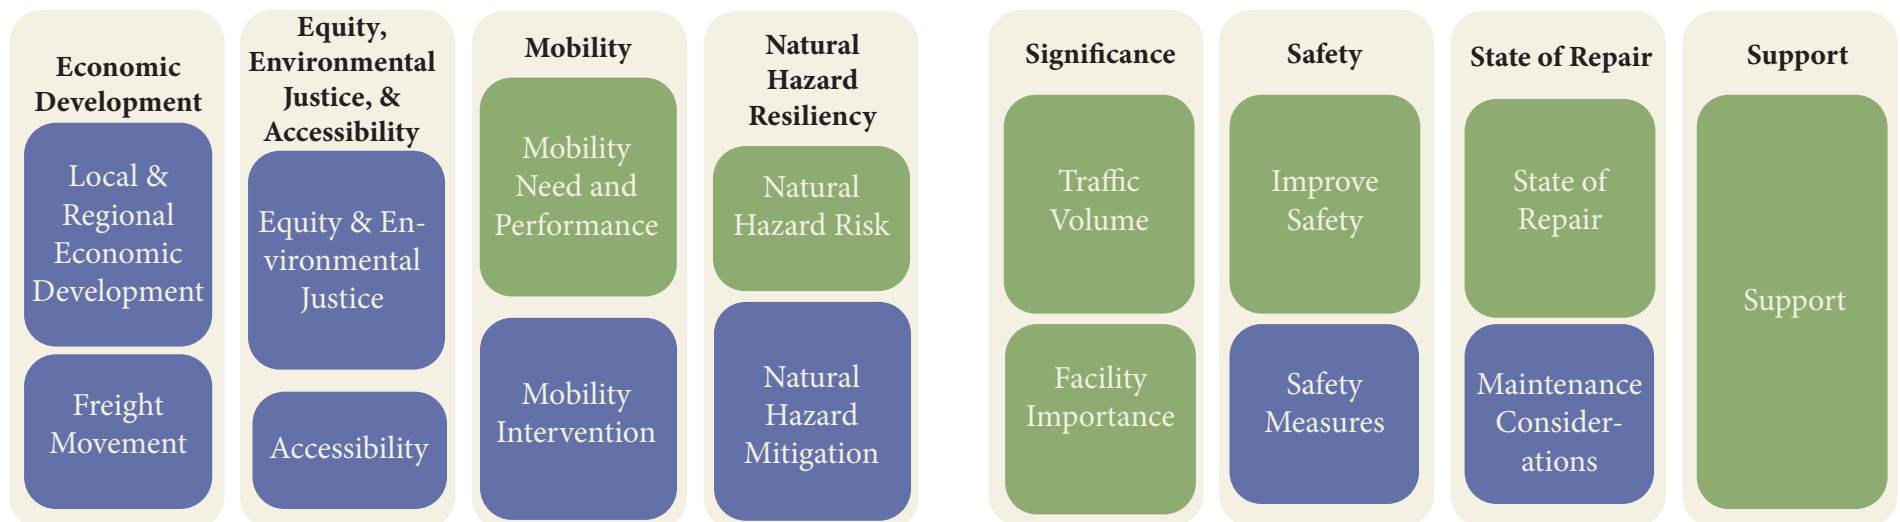 Economic
Development
Local &
Regional
Economic
Development
Freight
Movement
Equity,
Environmental
Justice, &
Accessibility
Equity & En-
vironmental
Justice
Accessibility
Mobility
Mobility
Need and
Performance
Mobility
Intervention
Natural
Hazard
Resiliency
Natural
Hazard Risk
Natural
Hazard
Mitigation
Significance
Traffic
Volume
Facility
Importance
Safety
Improve
Safety
Safety
Measures
State of Repair
State of
Repair
Maintenance
Consider-
ations
Support
Support